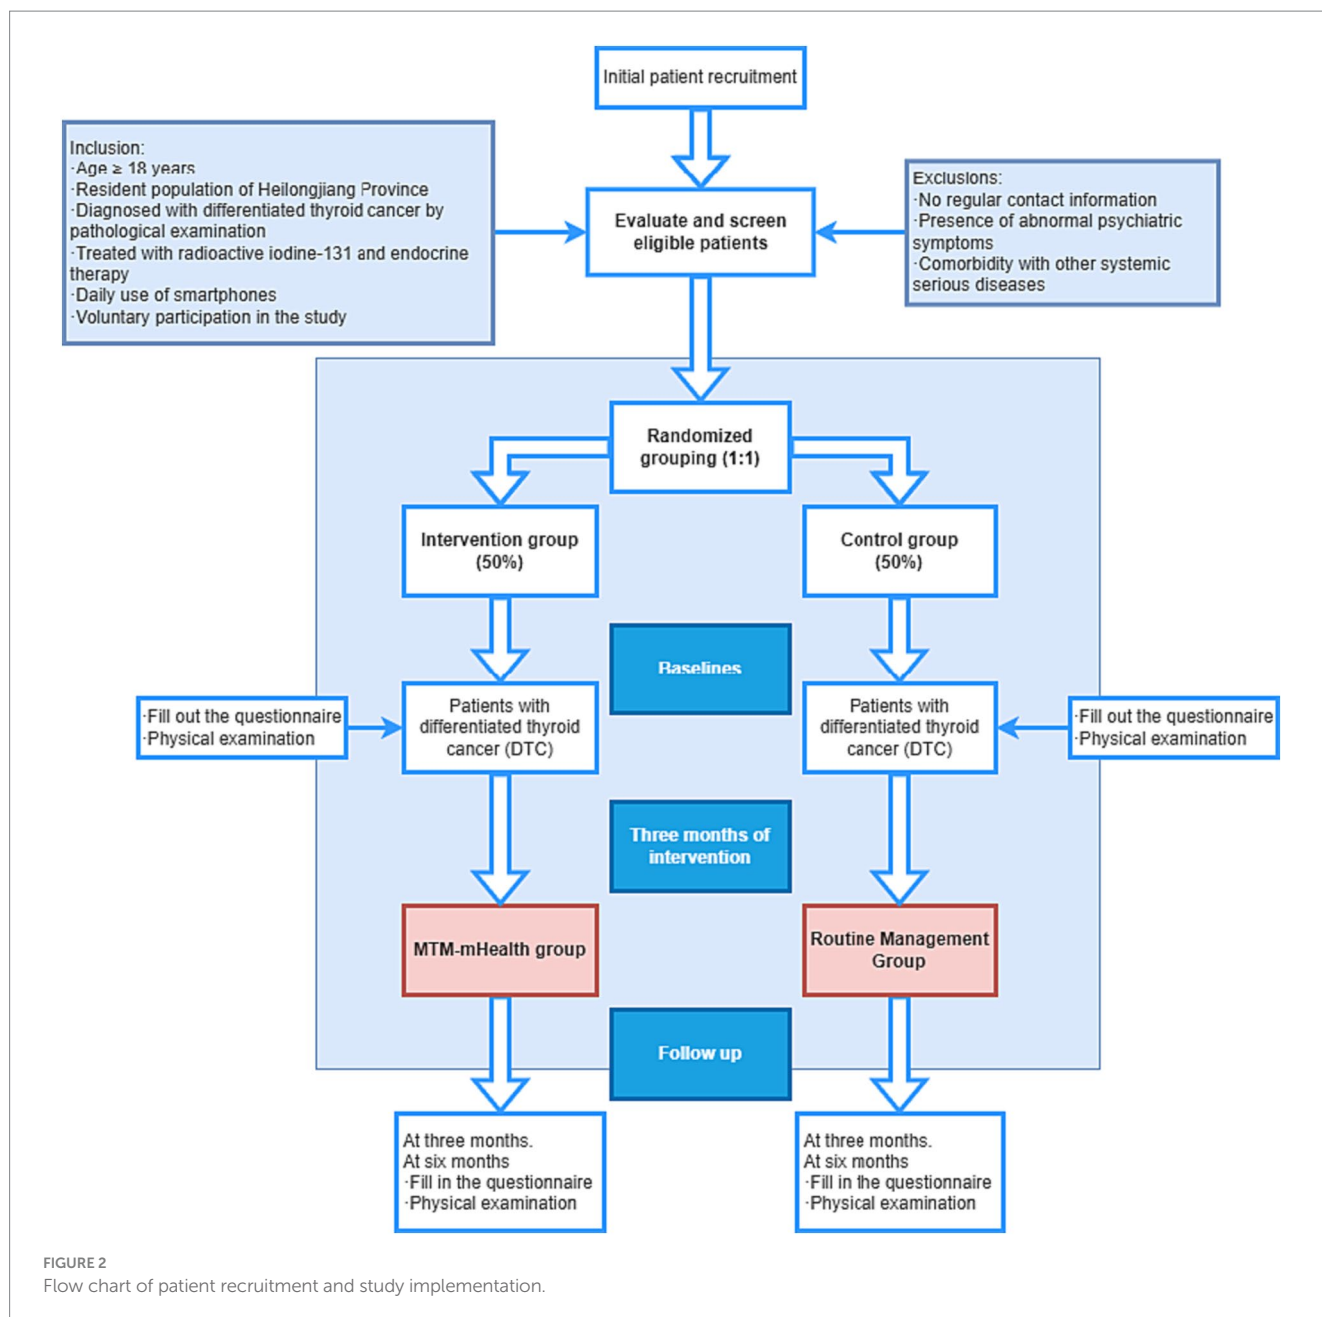 Initial patient recruitment
Inclusion:
·Age ≥ 18 years
·Resident population of Heilongjiang Province
·Diagnosed with differentiated thyroid cancer by
pathological examination
·Treated with radioactive iodine-131 and endocrine
therapy
·Daily use of smartphones
·Voluntary participation in the study
Evaluate and screen
eligible patients
Exclusions:
·No regular contact information
·Presence of abnormal psychiatric
symptoms
·Comorbidity with other systemic
serious diseases
Randomized
grouping (1:1)
Intervention group
(50%)
Control group
(50%)
Baselines
·Fill out the questionnaire
·Physical examination
Patients with
differentiated thyroid
cancer (DTC)
Patients with
differentiated thyroid
cancer (DTC)
·Fill out the questionnaire
·Physical examination
Three months of
intervention
MTM-mHealth group
Routine Management
Group
Follow up
At three months.
At six months
·Fill in the questionnaire
·Physical examination
At three months.
At six months
·Fill in the questionnaire
·Physical examination
FIGURE 2
Flow chart of patient recruitment and study implementation.